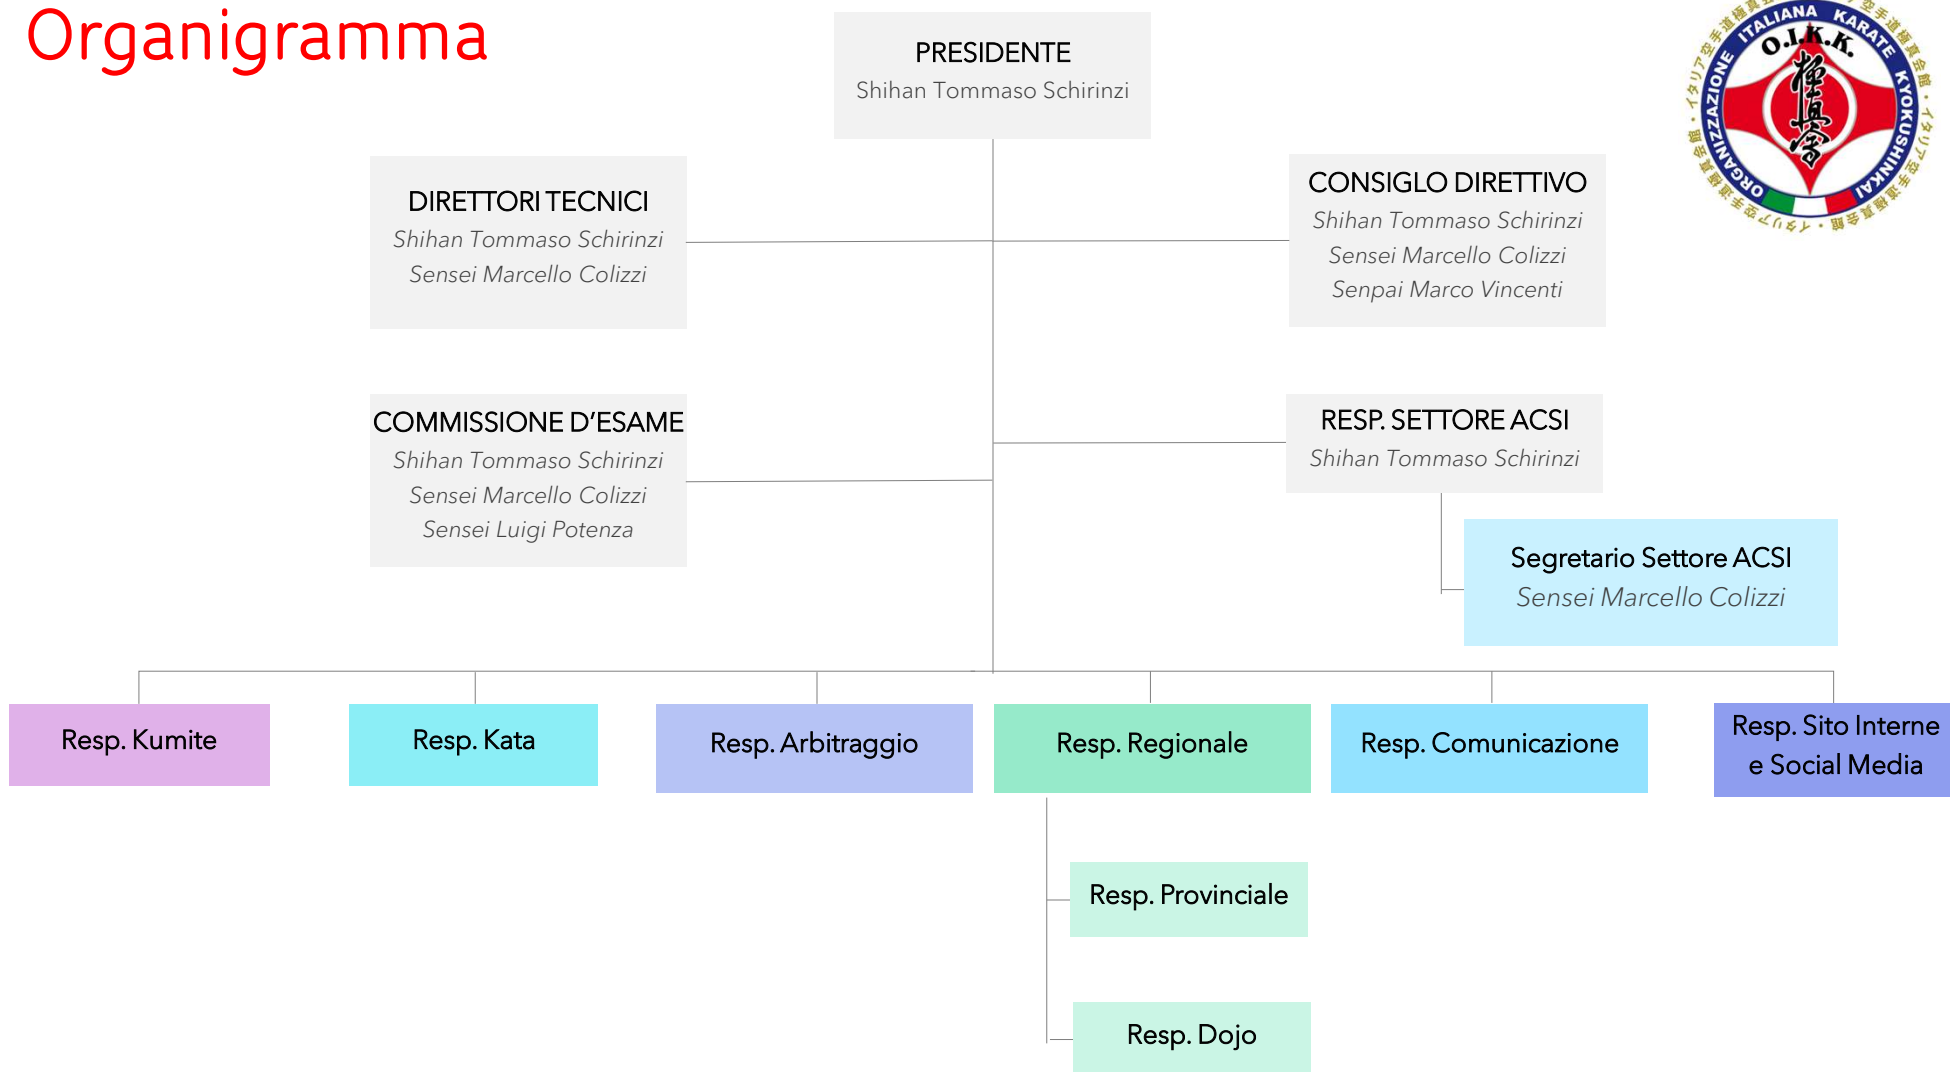 Organigramma
PRESIDENTE
Shihan Tommaso Schirinzi
ORGANIZZAZIONE ITALIANA KARATE KYOKUSHINKAI
O.I.K.K.
極真会
DIRETTORI TECNICI
Shihan Tommaso Schirinzi
Sensei Marcello Colizzi
CONSIGLO DIRETTIVO
Shihan Tommaso Schirinzi
Sensei Marcello Colizzi
Senpai Marco Vincenti
COMMISSIONE D’ESAME
Shihan Tommaso Schirinzi
Sensei Marcello Colizzi
Sensei Luigi Potenza
RESP. SETTORE ACSI
Shihan Tommaso Schirinzi
Segretario Settore ACSI
Sensei Marcello Colizzi
Resp. Kumite
Resp. Kata
Resp. Arbitraggio
Resp. Regionale
Resp. Comunicazione
Resp. Sito Interne
e Social Media
Resp. Provinciale
Resp. Dojo